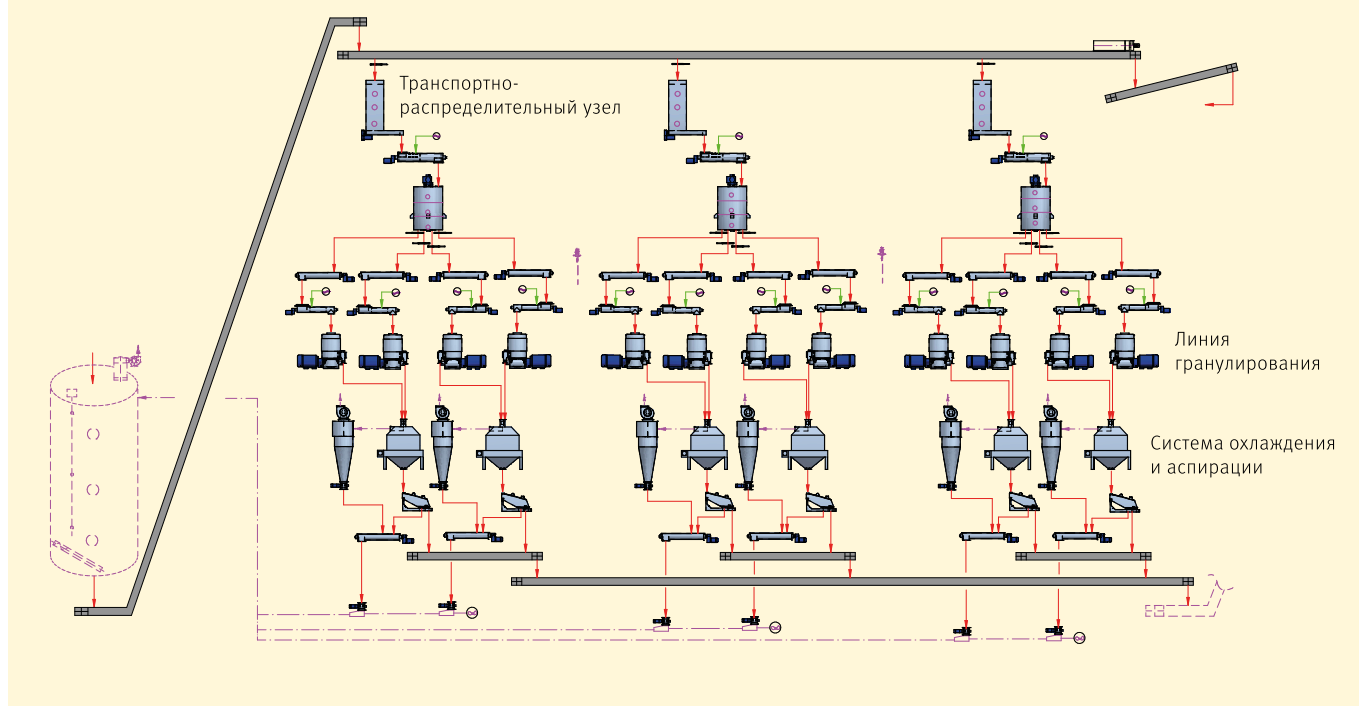 Транспортно-
распределительный узел
Линия
гранулирования
Система охлаждения
и аспирации